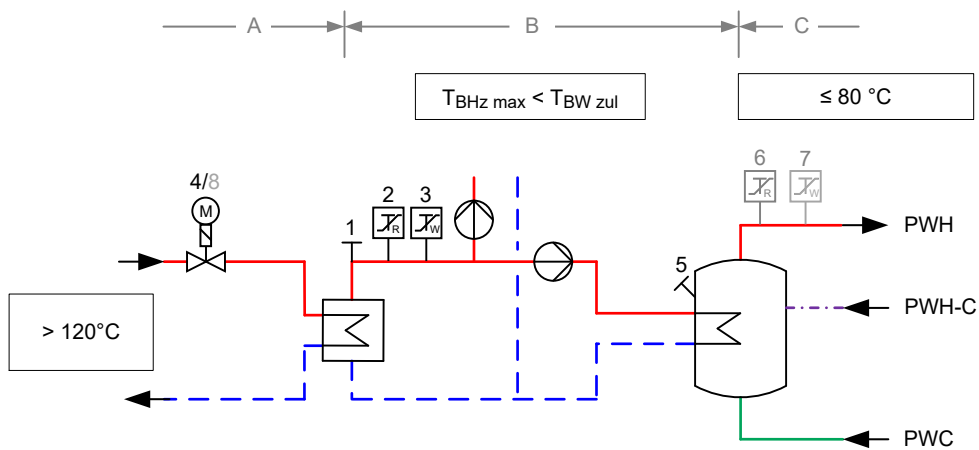 A B C
T_BHz max < T_BW zul
≤ 80 °C
6 7
R W
4/8 2 3
M R W
1
PWH
5
> 120°C
PWH-C
PWC